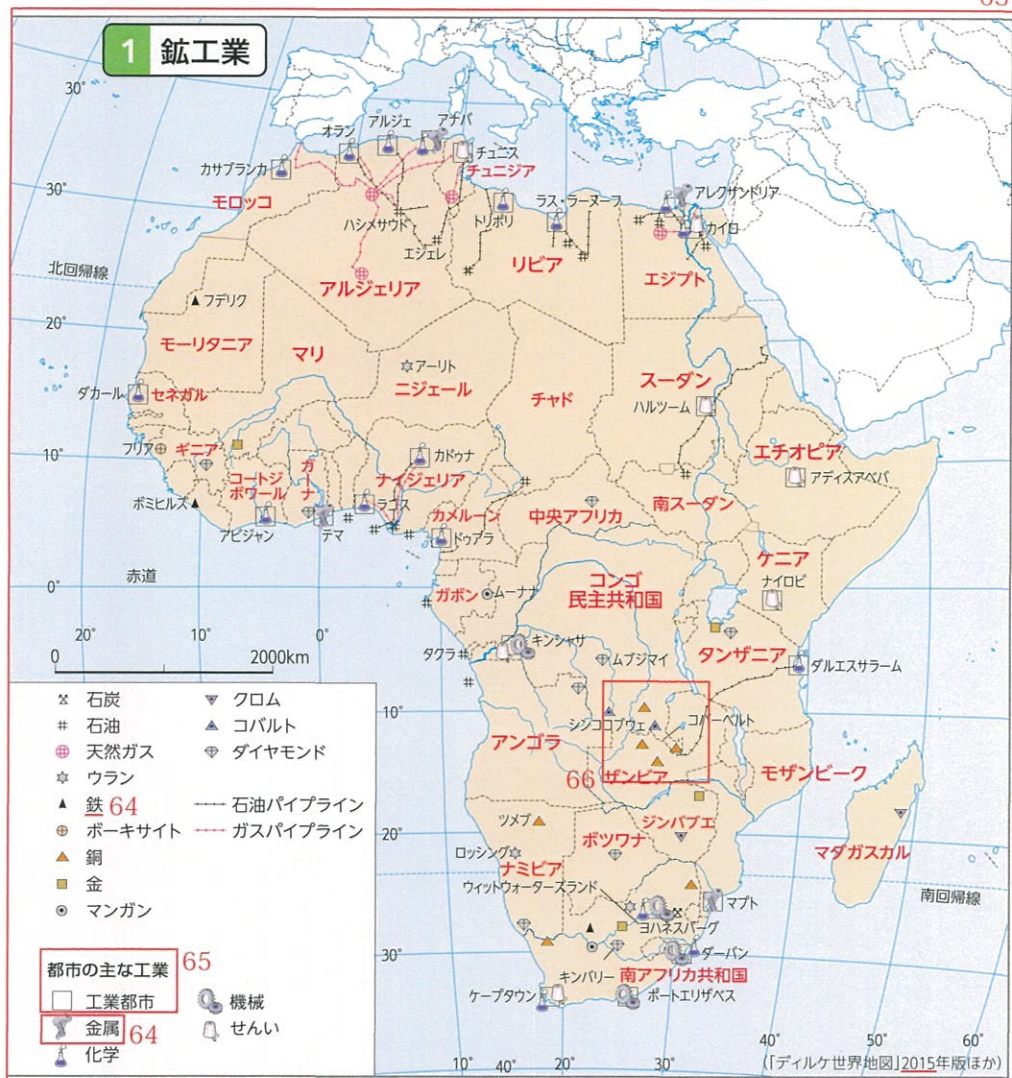 1 鉱工業
30°
オラン
アルジェ
アナバ
チュニス
チュニジア
カサブランカ
モロッコ
30°
ハシメサウド
エジェレ
トリポリ
ラス・ラーヌーフ
アレクサンドリア
カイロ
リビア
エジプト
アルジェリア
北回帰線
フデリク
20°
モーリタニア
マリ
アーリト
ニジェール
チャド
スーダン
ハルツーム
ダカール
セネガル
10°
フリア
ギニア
カドゥナ
ナイジェリア
エチオピア
アディスアベバ
コートジ
ボワール
ガーナ
ボミヒルズ
ラゴス
カメルーン
中央アフリカ
南スーダン
アビジャン
テマ
ドゥアラ
ケニア
ナイロビ
赤道
0°
ガボン
ムーナナ
コンゴ
民主共和国
20°
10°
0°
0
2000km
タクラ
キンシャサ
ムブジマイ
タンザニア
ダルエスサラーム
10°
シンコロブウェ
コパーベルト
アンゴラ
66
ザンビア
モザンビーク
石炭
クロム
石油
コバルト
天然ガス
ダイヤモンド
ウラン
鉄 64
石油パイプライン
ボーキサイト
ガスパイプライン
銅
金
マンガン
20°
ツメブ
ジンバブエ
ボツワナ
ロッシング
ナミビア
マダガスカル
ウィットウォーターズランド
南回帰線
マプト
ヨハネスバーグ
30°
ダーバン
キンバリー
南アフリカ共和国
ケープタウン
ポートエリザベス
都市の主な工業
65
工業都市
機械
金属
64
せんい
化学
10°
20°
30°
40°
50°
60°
(「ディルケ世界地図」2015年版ほか)